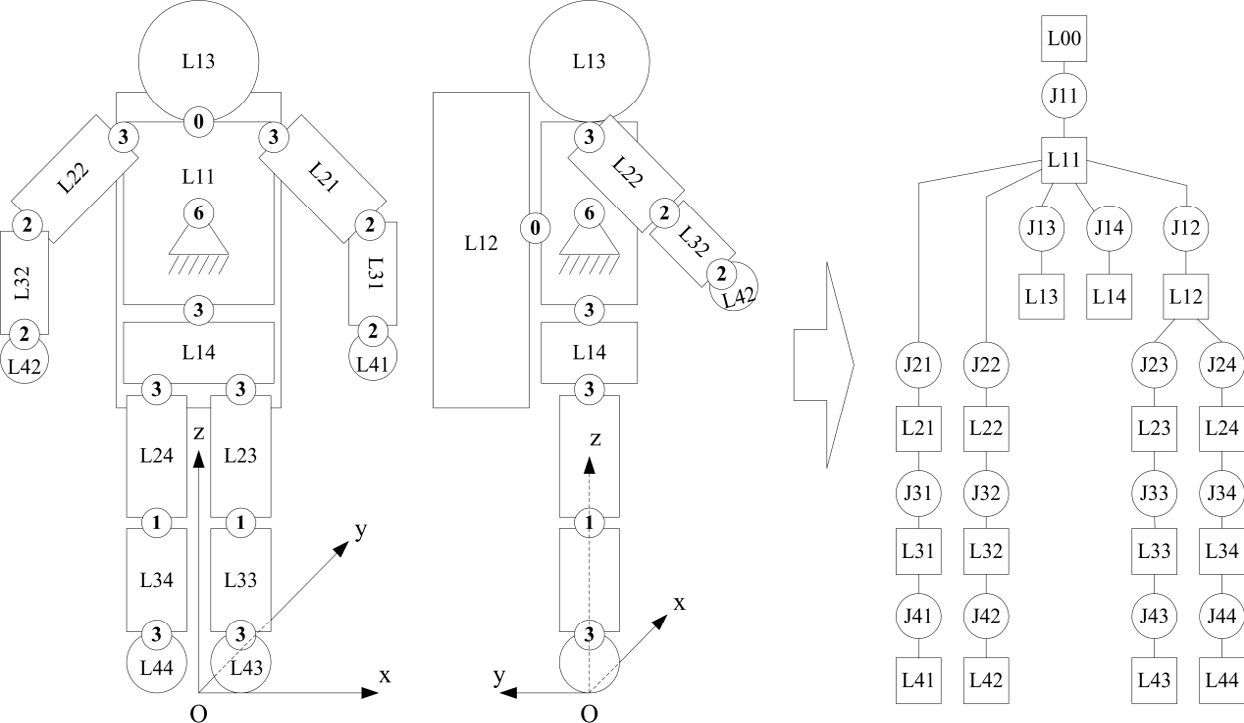 L13
0
3
3
L22
L11
L21
6
2
2
L32
L31
3
2
2
L42
L14
L41
3
3
z
L24
L23
1
1
y
L34
L33
3
3
L44
L43
x
O
L13
3
L22
2
6
0
L12
L32
2
L42
3
L14
3
z
1
x
3
y
O
L00
J11
L11
J13 J14 J12
L13 L14 L12
J21 J22 J23 J24
L21 L22 L23 L24
J31 J32 J33 J34
L31 L32 L33 L34
J41 J42 J43 J44
L41 L42 L43 L44